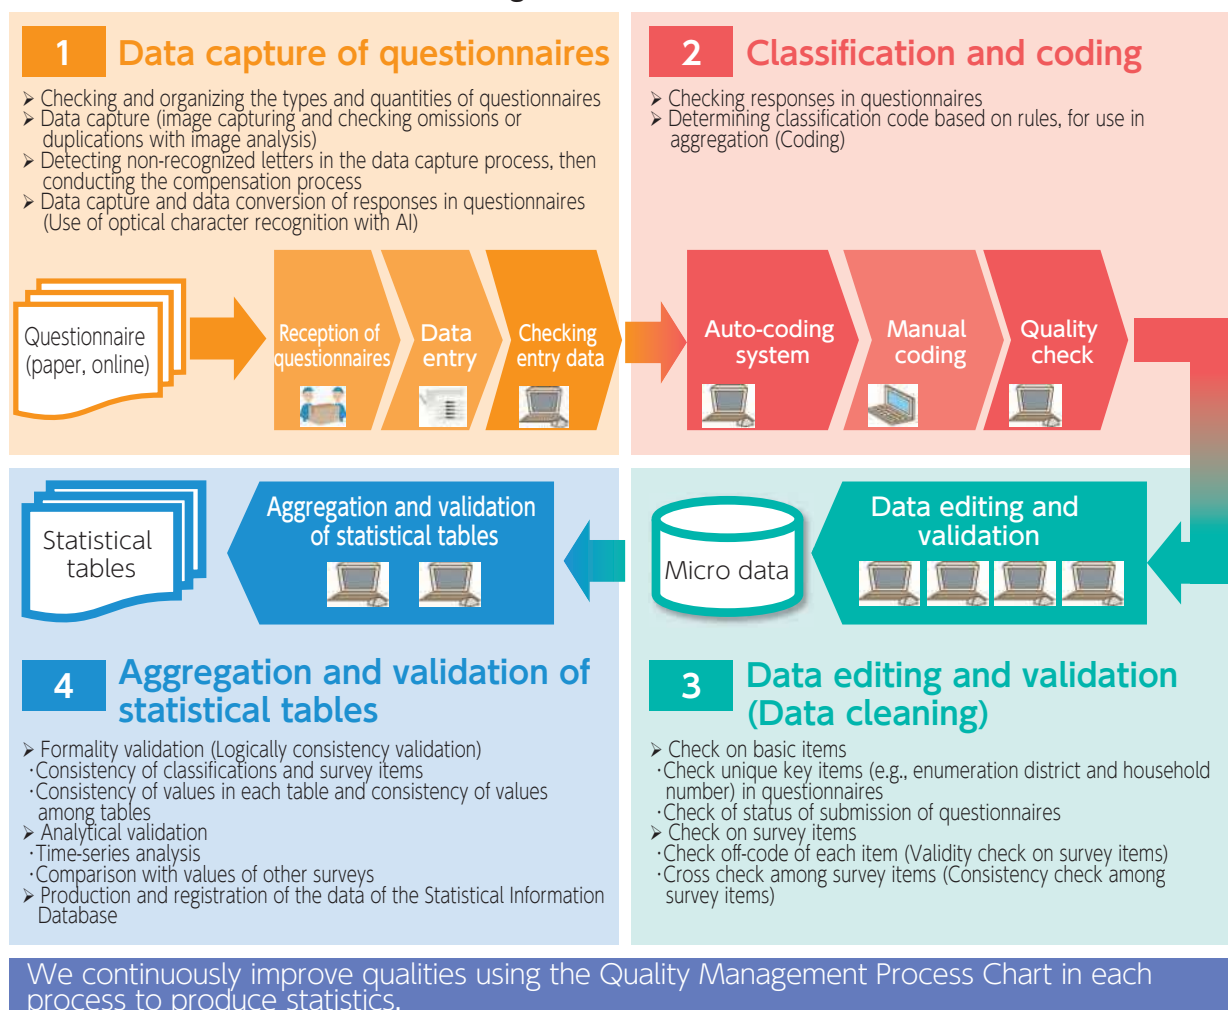 1 Data capture of questionnaires
➢ Checking and organizing the types and quantities of questionnaires
➢ Data capture (image capturing and checking omissions or
duplications with image analysis)
➢ Detecting non-recognized letters in the data capture process, then
conducting the compensation process
➢ Data capture and data conversion of responses in questionnaires
(Use of optical character recognition with AI)
Questionnaire
(paper, online)
Reception of
questionnaires
Data
entry
Checking
entry data
2 Classification and coding
➢ Checking responses in questionnaires
➢ Determining classification code based on rules, for use in
aggregation (Coding)
Auto-coding
system
Manual
coding
Quality
check
Data editing and
validation
Micro data
3 Data editing and validation
(Data cleaning)
➢ Check on basic items
·Check unique key items (e.g., enumeration district and household
number) in questionnaires
·Check of status of submission of questionnaires
➢ Check on survey items
·Check off-code of each item (Validity check on survey items)
·Cross check among survey items (Consistency check among
survey items)
Aggregation and validation
of statistical tables
Statistical
tables
4 Aggregation and validation of
statistical tables
➢ Formality validation (Logically consistency validation)
·Consistency of classifications and survey items
·Consistency of values in each table and consistency of values
among tables
➢ Analytical validation
·Time-series analysis
·Comparison with values of other surveys
➢ Production and registration of the data of the Statistical Information
Database
We continuously improve qualities using the Quality Management Process Chart in each
process to produce statistics.